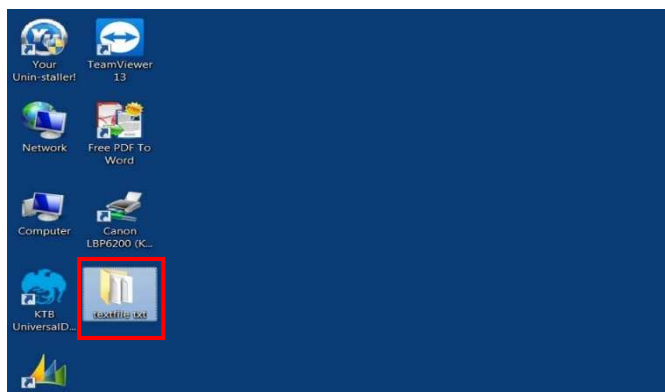 Your
Unin-staller!
TeamViewer
13
Network
Free PDF To
Word
Computer
Canon
LBP6200 (K...
KTB
UniversalD...
textfile txt